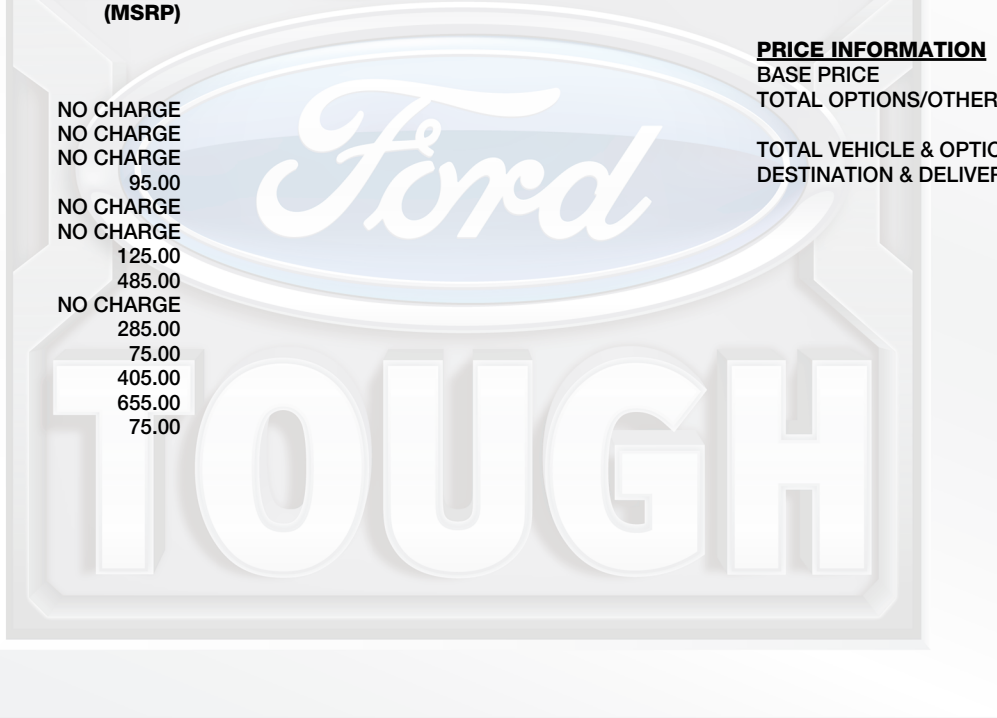 (MSRP)
NO CHARGE
NO CHARGE
NO CHARGE
95.00
NO CHARGE
NO CHARGE
125.00
485.00
NO CHARGE
285.00
75.00
405.00
655.00
75.00
PRICE INFORMATION
BASE PRICE
TOTAL OPTIONS/OTHER
TOTAL VEHICLE & OPTIO
DESTINATION & DELIVER
Ford
TOUGH